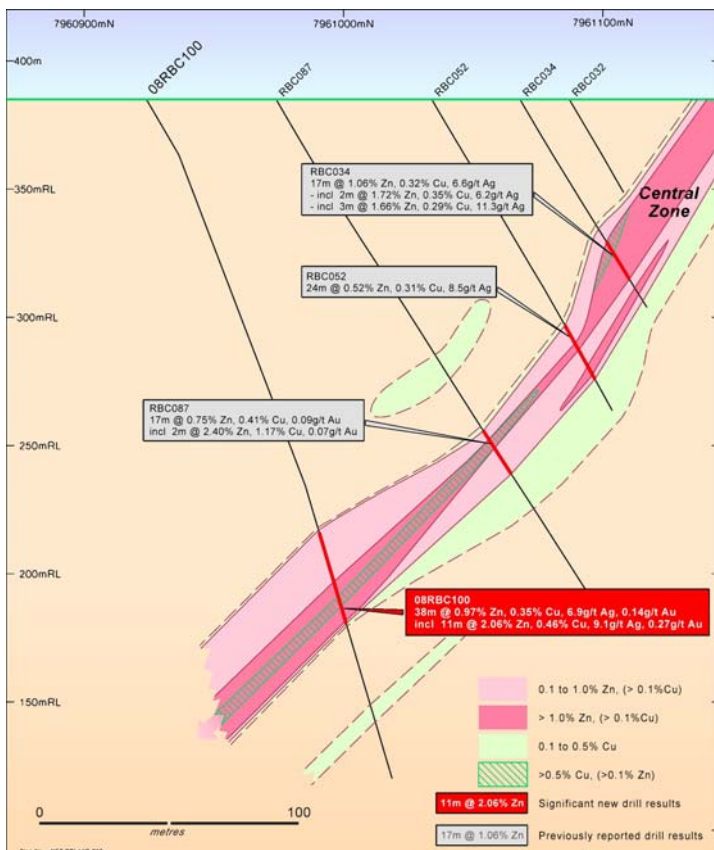 7960900mN
7961000mN
7961100mN
400m
08RBC100
RBC087
RBC052
RBC034
RBC032
350mRL
300mRL
250mRL
200mRL
150mRL
RBC034
17m @ 1.06% Zn, 0.32% Cu, 6.6g/t Ag
- incl 2m @ 1.72% Zn, 0.35% Cu, 6.2g/t Ag
- incl 3m @ 1.66% Zn, 0.29% Cu, 11.3g/t Ag
Central
Zone
RBC052
24m @ 0.52% Zn, 0.31% Cu, 8.5g/t Ag
RBC087
17m @ 0.75% Zn, 0.41% Cu, 0.09g/t Au
incl 2m @ 2.40% Zn, 1.17% Cu, 0.07g/t Au
08RBC100
38m @ 0.97% Zn, 0.35% Cu, 6.9g/t Ag, 0.14g/t Au
incl 11m @ 2.06% Zn, 0.46% Cu, 9.1g/t Ag, 0.27g/t Au
0.1 to 1.0% Zn, (> 0.1%Cu)
> 1.0% Zn, (> 0.1%Cu)
0.1 to 0.5% Cu
>0.5% Cu, (>0.1% Zn)
11m @ 2.06% Zn Significant new drill results
17m @ 1.06% Zn Previously reported drill results
0 100
metres